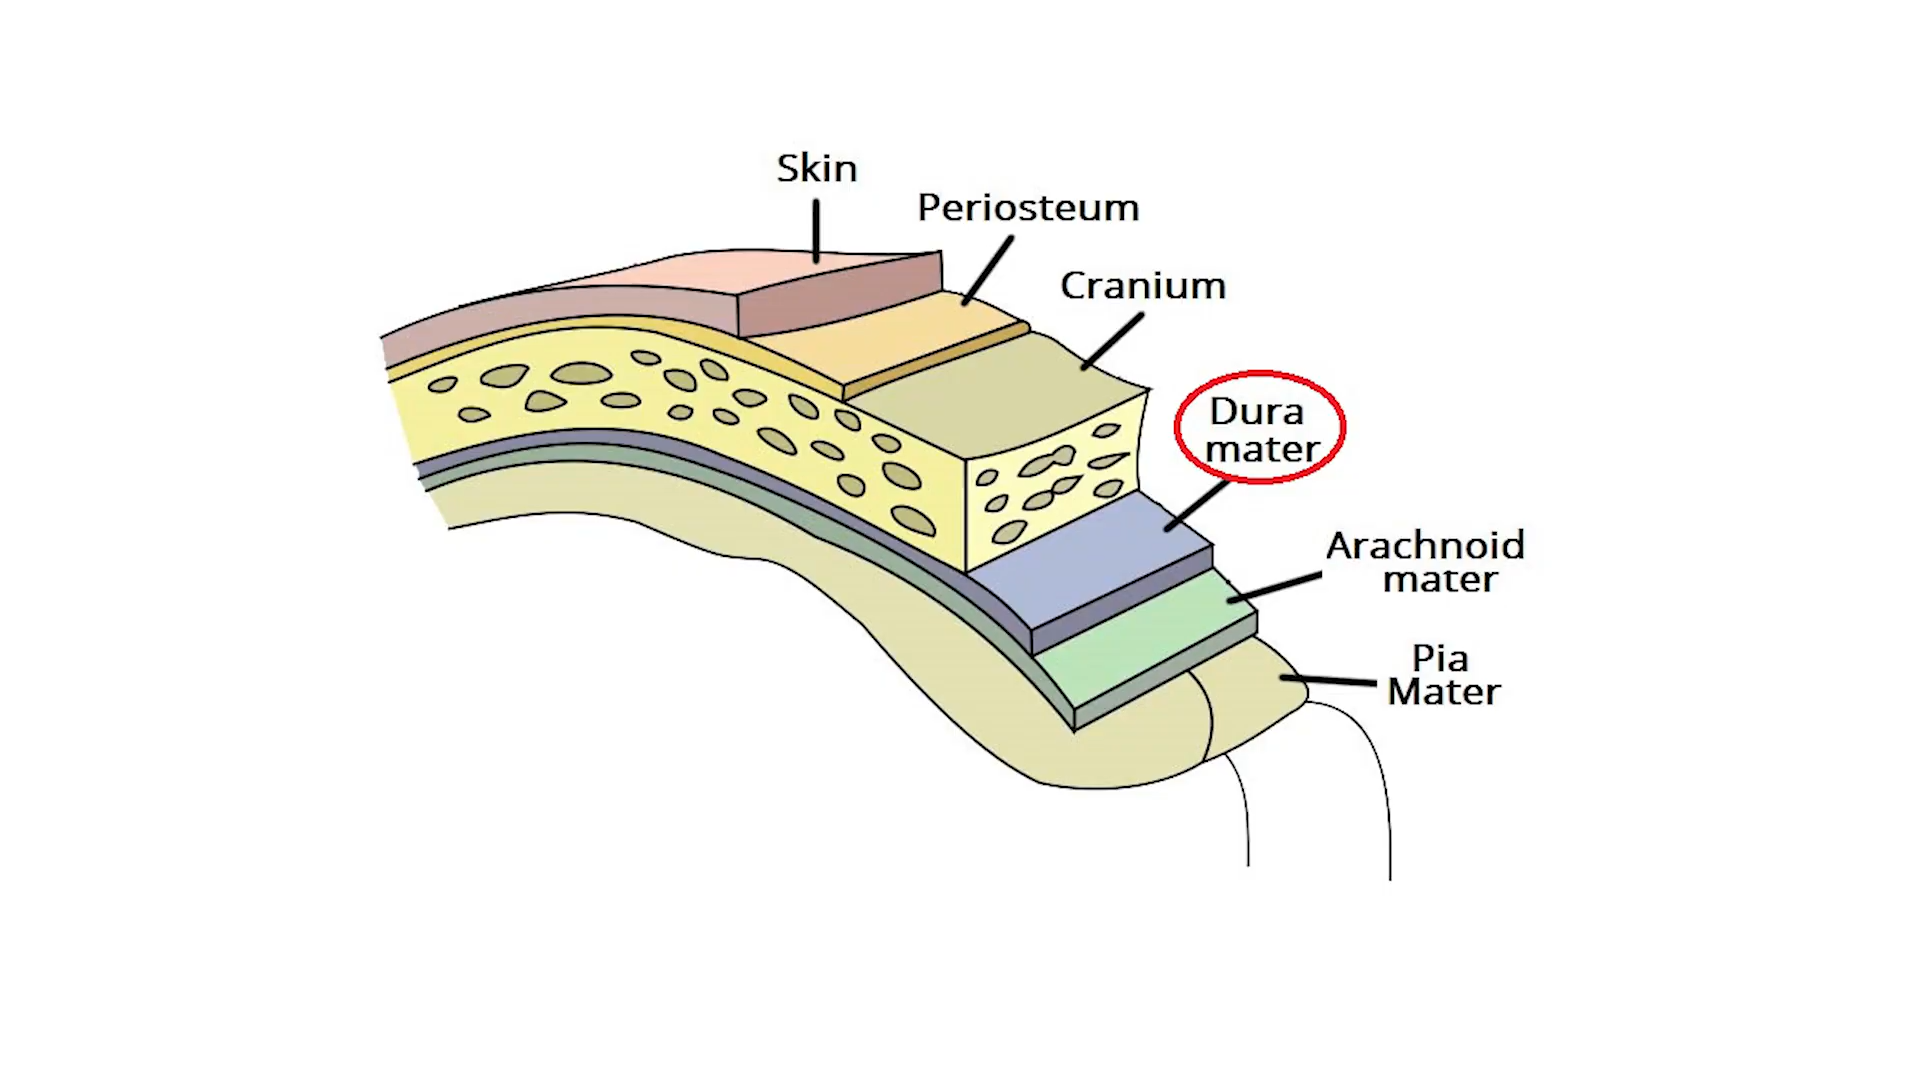 Skin
Periosteum
Cranium
Dura
mater
Arachnoid
mater
Pia
Mater